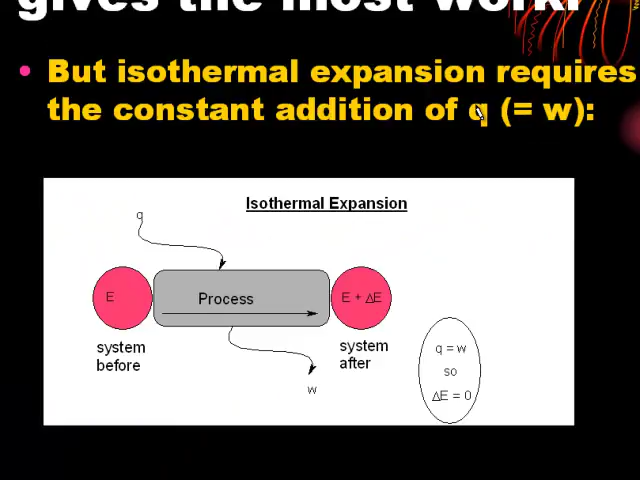 gives the most work!
• But isothermal expansion requires
the constant addition of q (= w):
Isothermal Expansion
q
E
Process
E + ΔE
system
before
system
after
w
q = w
so
ΔE = 0